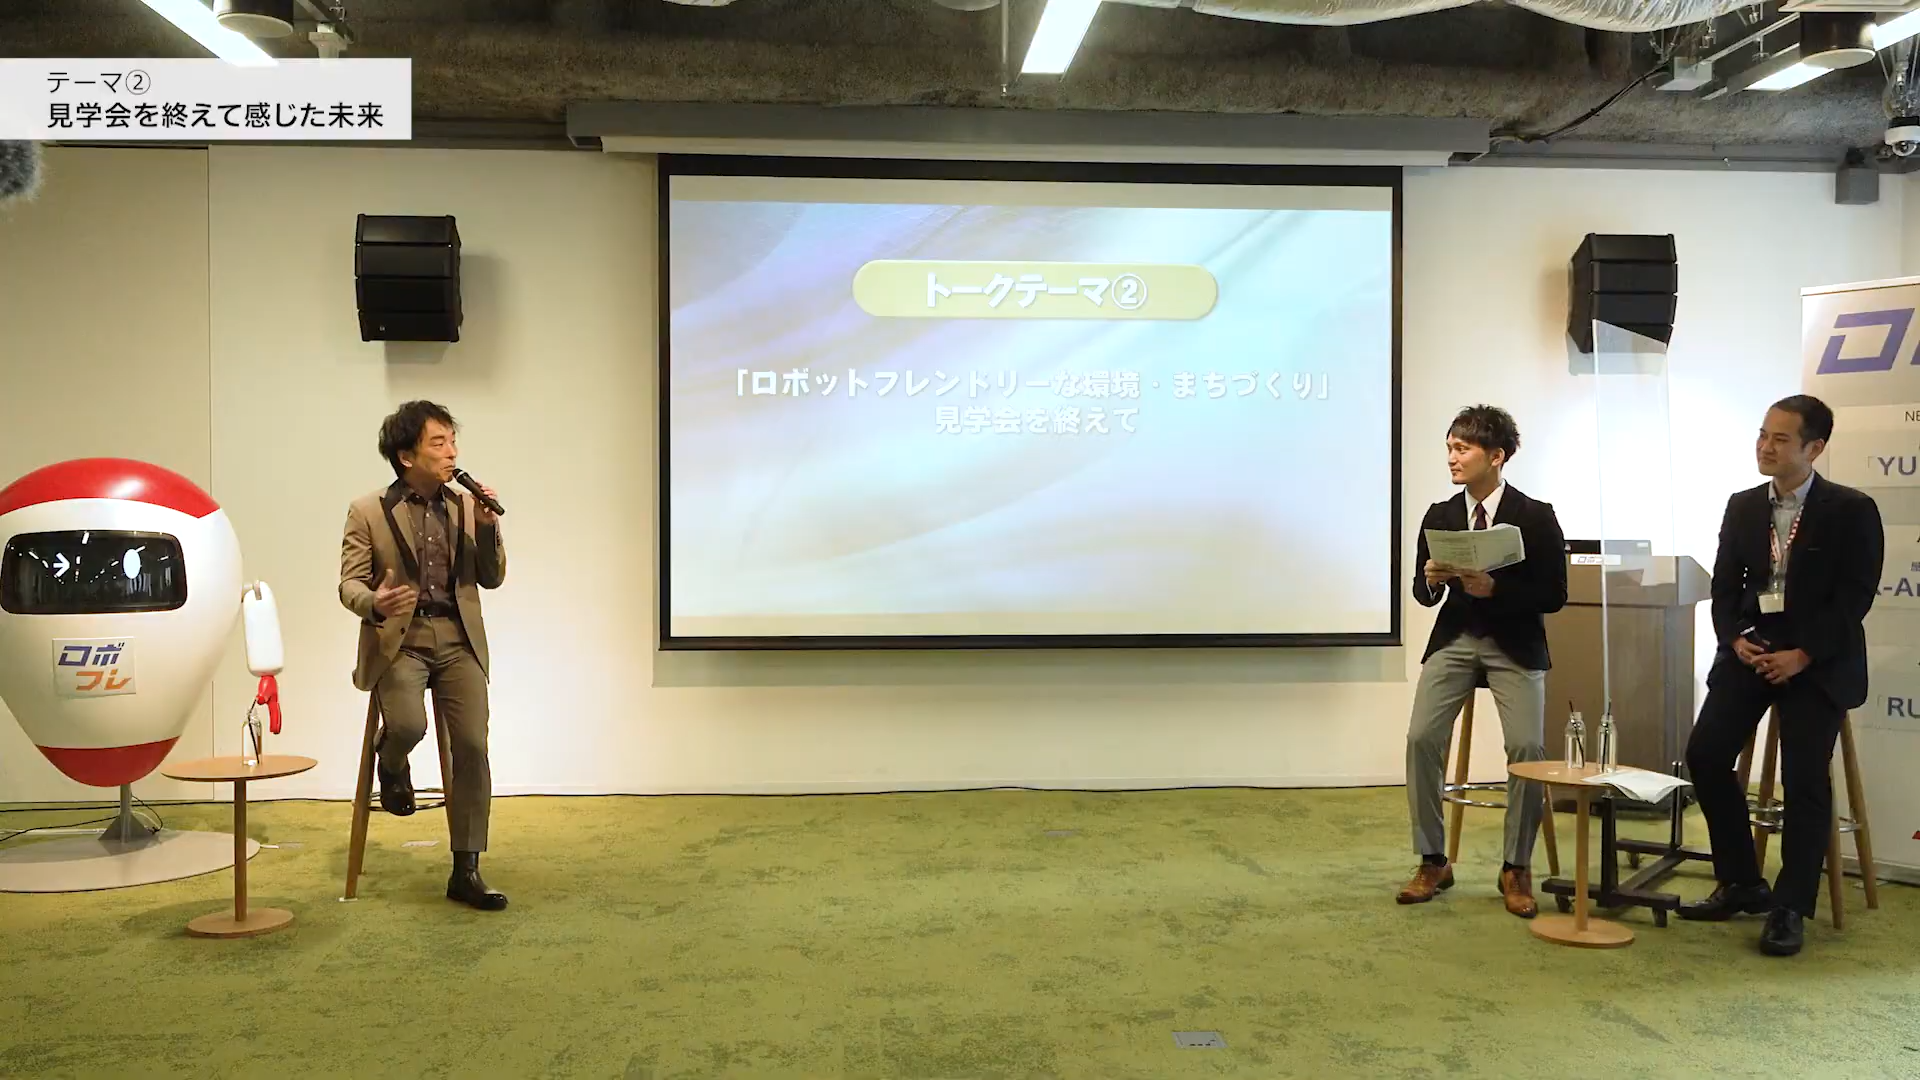 テーマ②
見学会を終えて感じた未来
トークテーマ②
「ロボットフレンドリーな環境・まちづくり」
見学会を終えて
ロボ
フレ
「YU
「RU